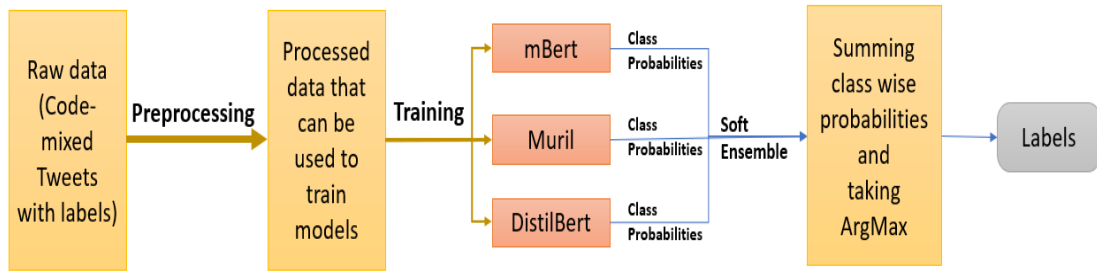 Raw data
(Code-
mixed
Tweets
with labels)
Preprocessing
Processed
data that
can be
used to
train
models
Training
mBert
Class
Probabilities
Muril
Class
Probabilities
DistilBert
Class
Probabilities
Soft
Ensemble
Summing
class wise
probabilities
and
taking
ArgMax
Labels